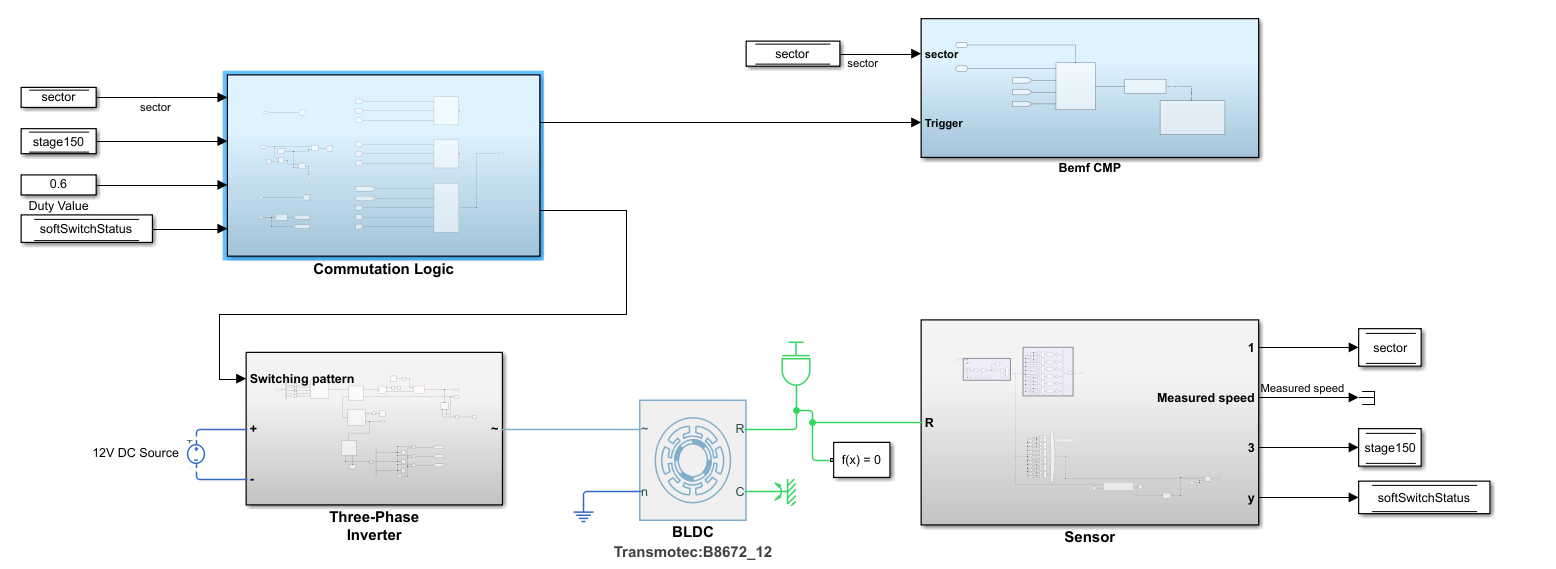 sector
sector
sector
Trigger
Bemf CMP
sector
sector
stage150
0.6
Duty Value
softSwitchStatus
Commutation Logic
Switching pattern
+
-
~
12V DC Source
Three-Phase
Inverter
~
n
R
C
BLDC
Transmotec:B8672_12
f(x) = 0
R
1
Measured speed
3
y
Sensor
sector
Measured speed
stage150
softSwitchStatus